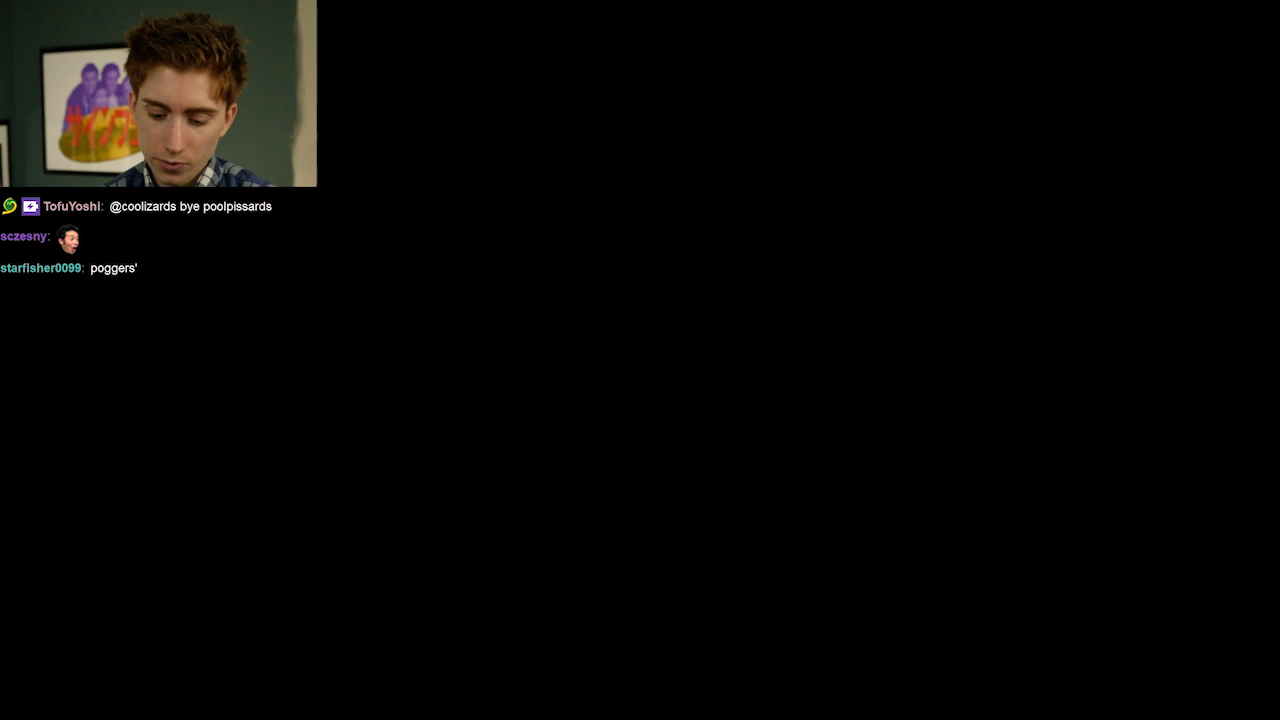 TofuYoshI: @coolizards bye poolpissards
sczesny:
starfisher0099: poggers'